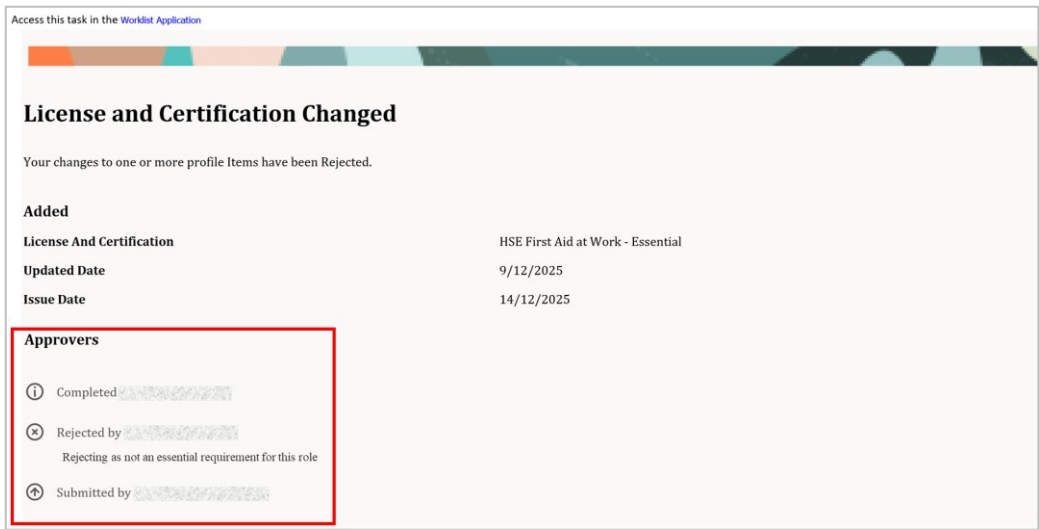 Access this task in the Worklist Application
License and Certification Changed
Your changes to one or more profile Items have been Rejected.
Added
License And Certification HSE First Aid at Work - Essential
Updated Date 9/12/2025
Issue Date 14/12/2025
Approvers
Completed
Rejected by
Rejecting as not an essential requirement for this role
Submitted by